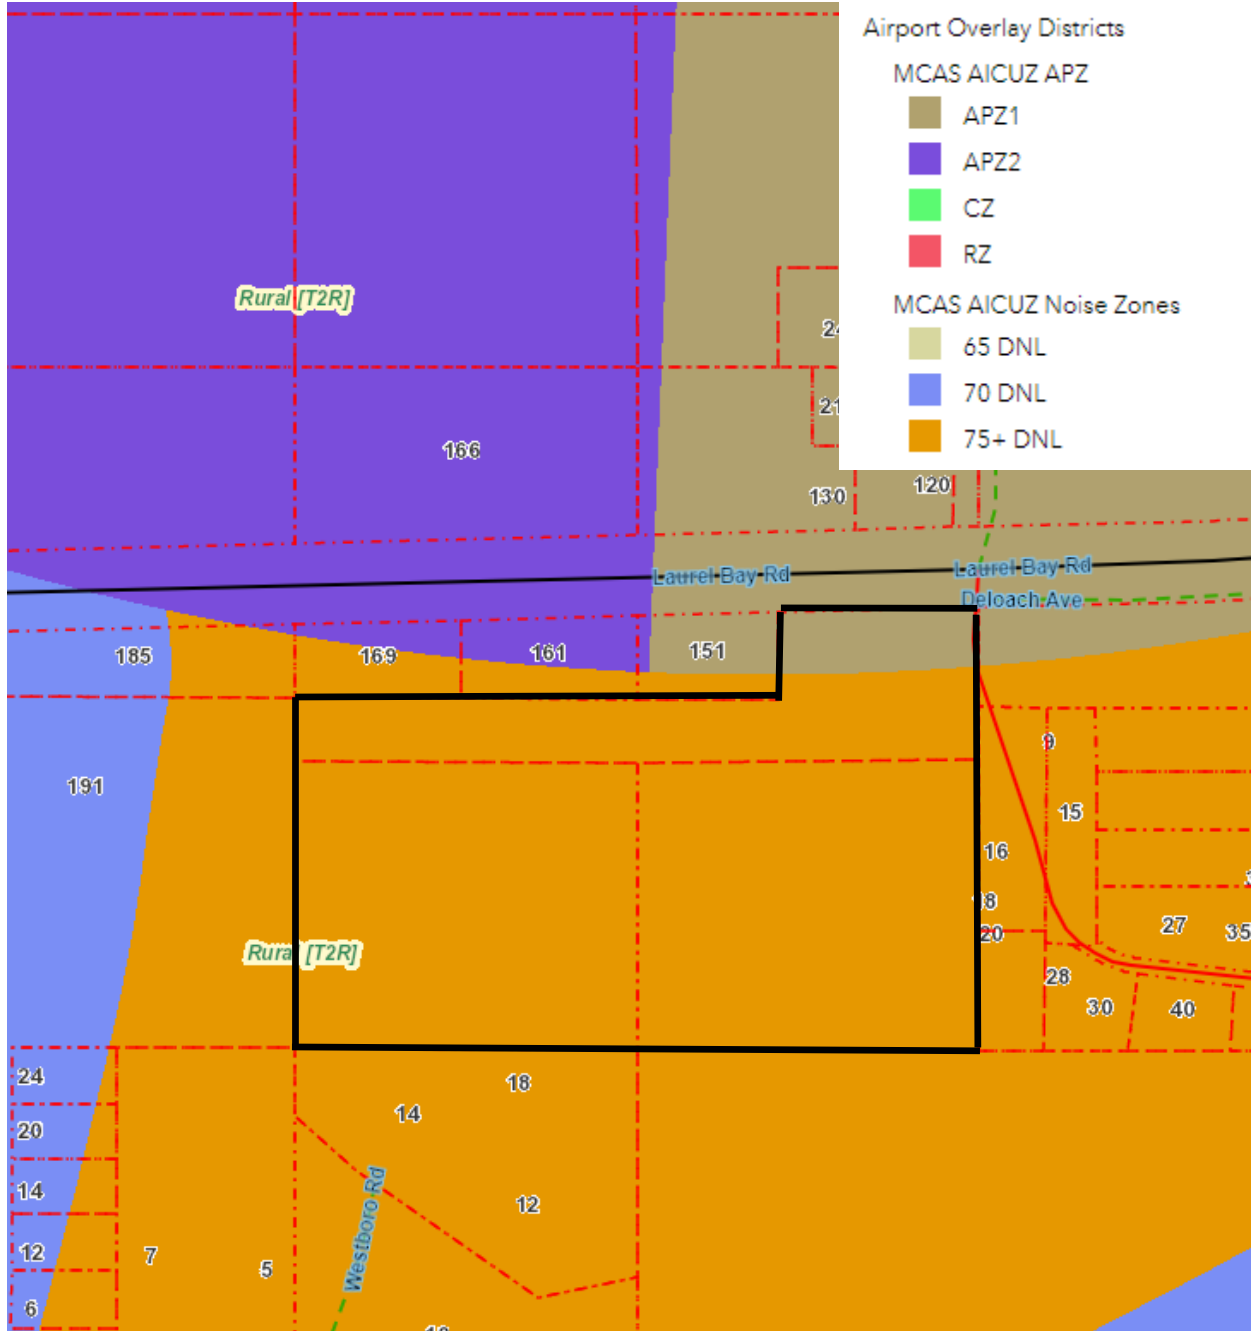 Airport Overlay Districts
MCAS AICUZ APZ
APZ1
APZ2
CZ
RZ
MCAS AICUZ Noise Zones
65 DNL
70 DNL
75+ DNL
Rural [T2R]
166
130
120
Laurel Bay Rd
Laurel Bay Rd
Deloach Ave
185
169
161
151
9
191
15
16
18
20
27
35
Rural [T2R]
28
30
40
24
18
14
20
14
12
12
7
5
6
Westboro Rd